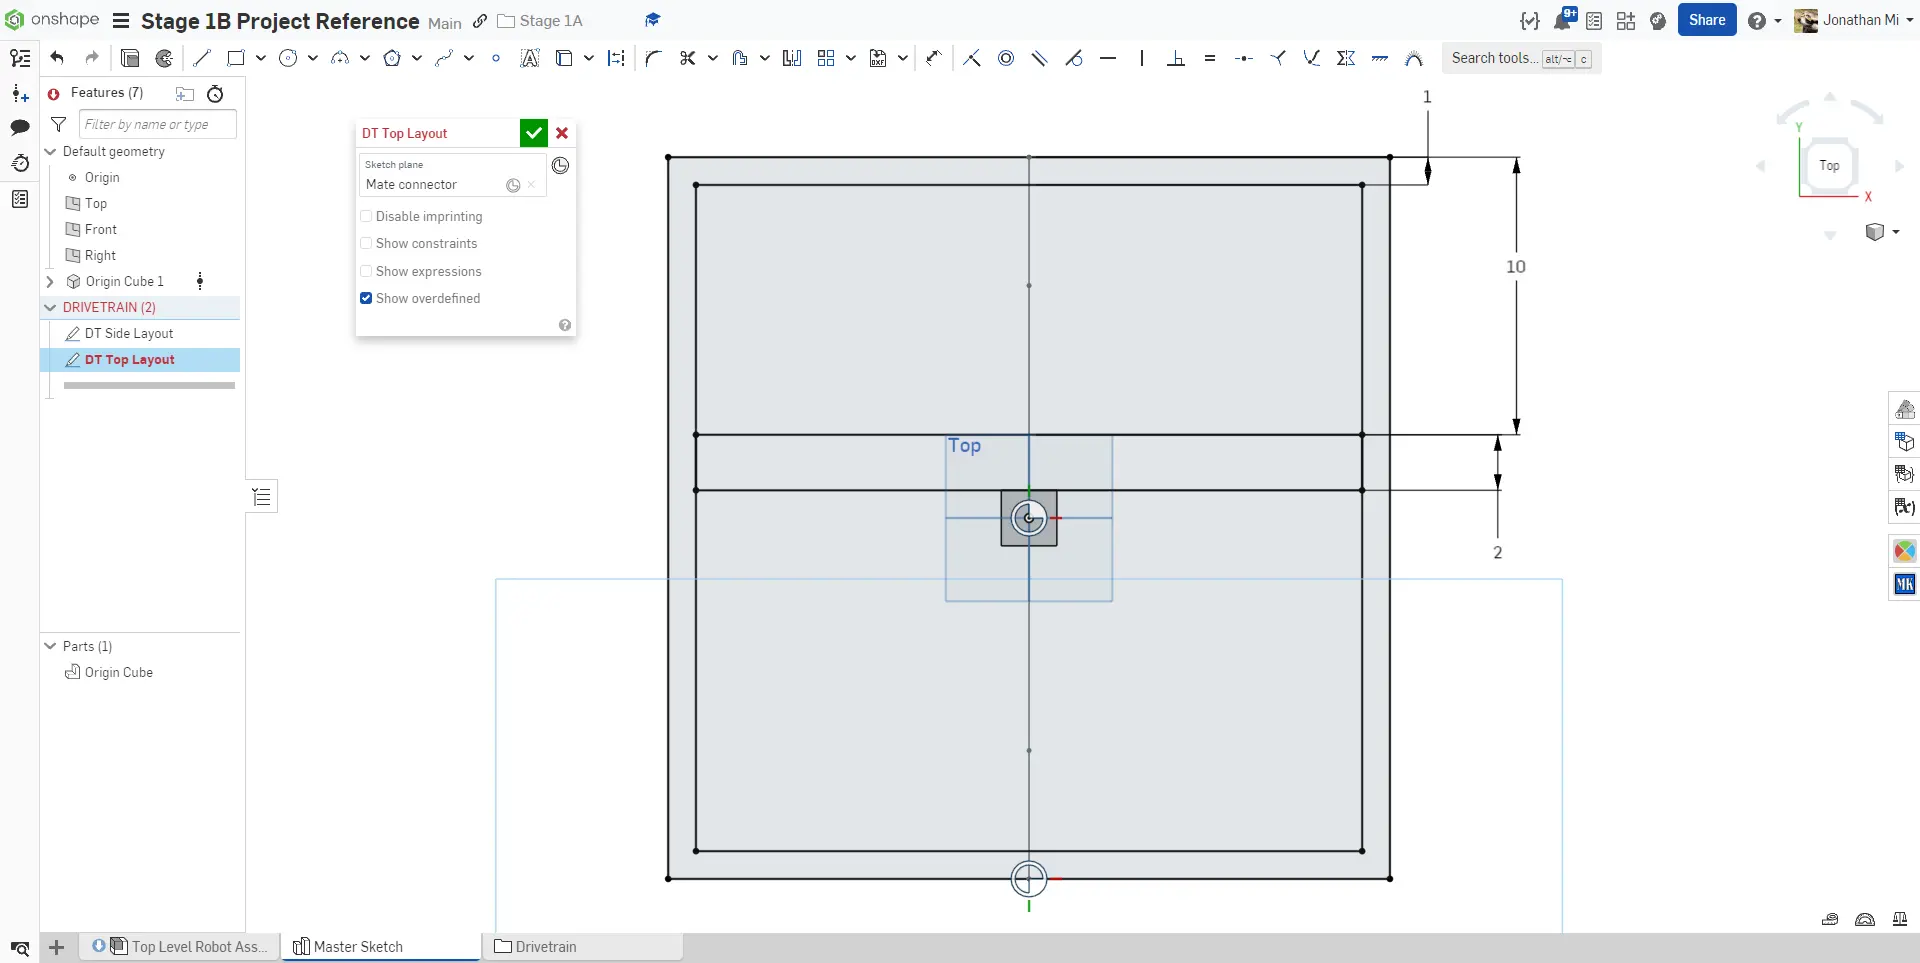 onshape Stage 1B Project Reference Main Stage 1A
9+ Share Jonathan Mi
Search tools... alt/⌥ c
Features (7)
Filter by name or type
Default geometry
Origin
Top
Front
Right
Origin Cube 1
DRIVETRAIN (2)
DT Side Layout
DT Top Layout
Parts (1)
Origin Cube
DT Top Layout
Sketch plane
Mate connector
Disable imprinting
Show constraints
Show expressions
Show overdefined
1
10
Top
2
Y
Top
X
MK
Top Level Robot Ass...
Master Sketch
Drivetrain